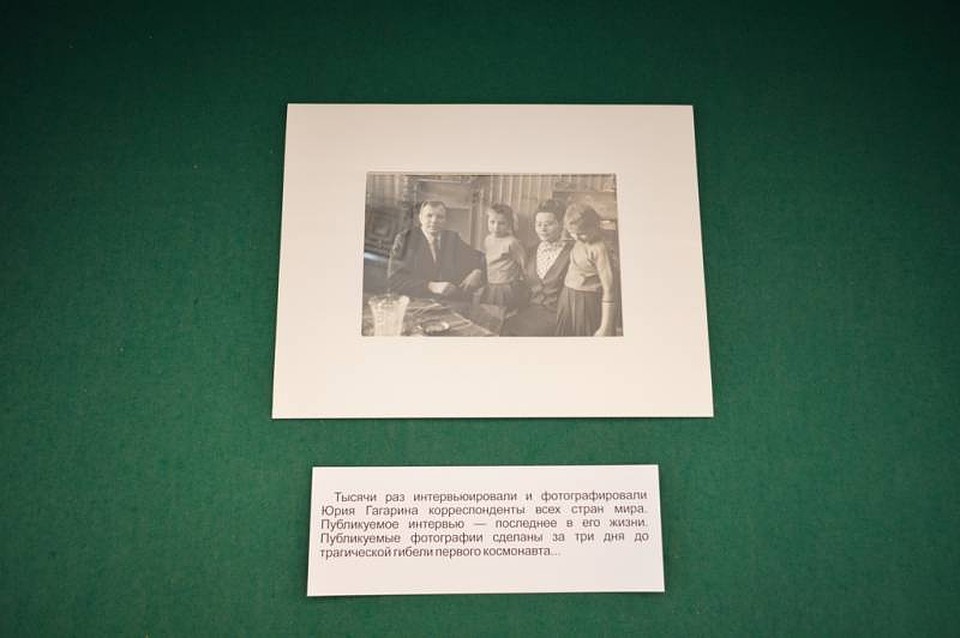 Тысячи раз интервьюировали и фотографировали
Юрия Гагарина корреспонденты всех стран мира.
Публикуемое интервью — последнее в его жизни.
Публикуемые фотографии сделаны за три дня до
трагической гибели первого космонавта...